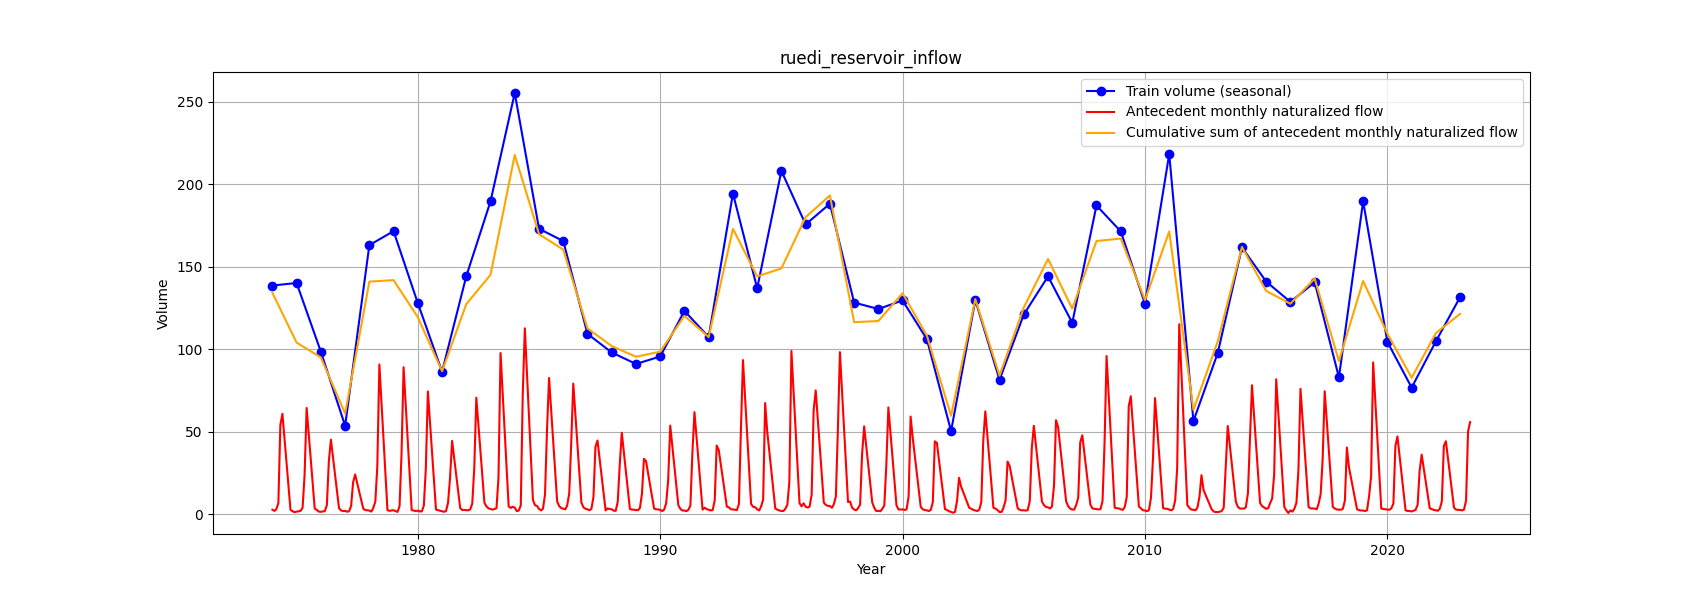 ruedi_reservoir_inflow
Train volume (seasonal)
Antecedent monthly naturalized flow
Cumulative sum of antecedent monthly naturalized flow
250
200
150
100
50
0
Volume
1980 1990 2000 2010 2020
Year